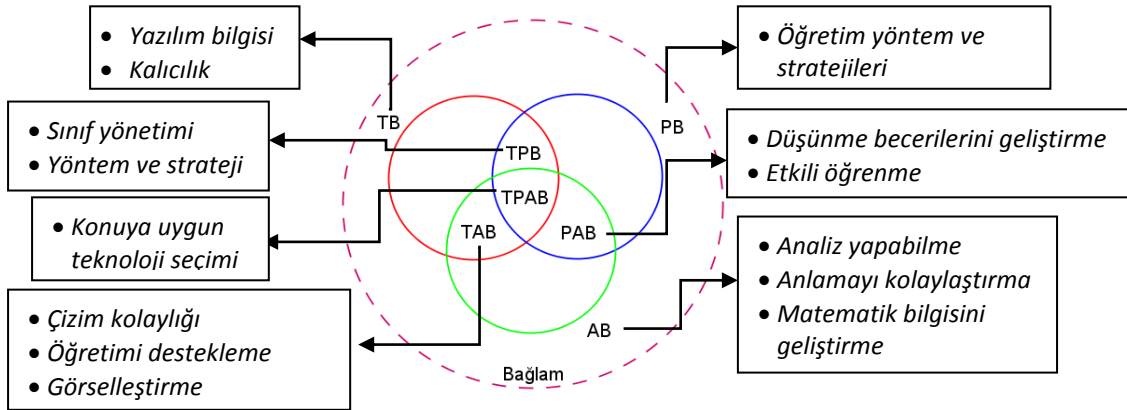 • Yazılım bilgisi
• Kalıcılık
• Öğretim yöntem ve
stratejileri
• Sınıf yönetimi
• Yöntem ve strateji
• Düşünme becerilerini geliştirme
• Etkili öğrenme
• Konuya uygun
teknoloji seçimi
• Analiz yapabilme
• Anlamayı kolaylaştırma
• Matematik bilgisini
geliştirme
• Çizim kolaylığı
• Öğretimi destekleme
• Görselleştirme
TB
PB
TPB
TPAB
TAB
PAB
AB
Bağlam